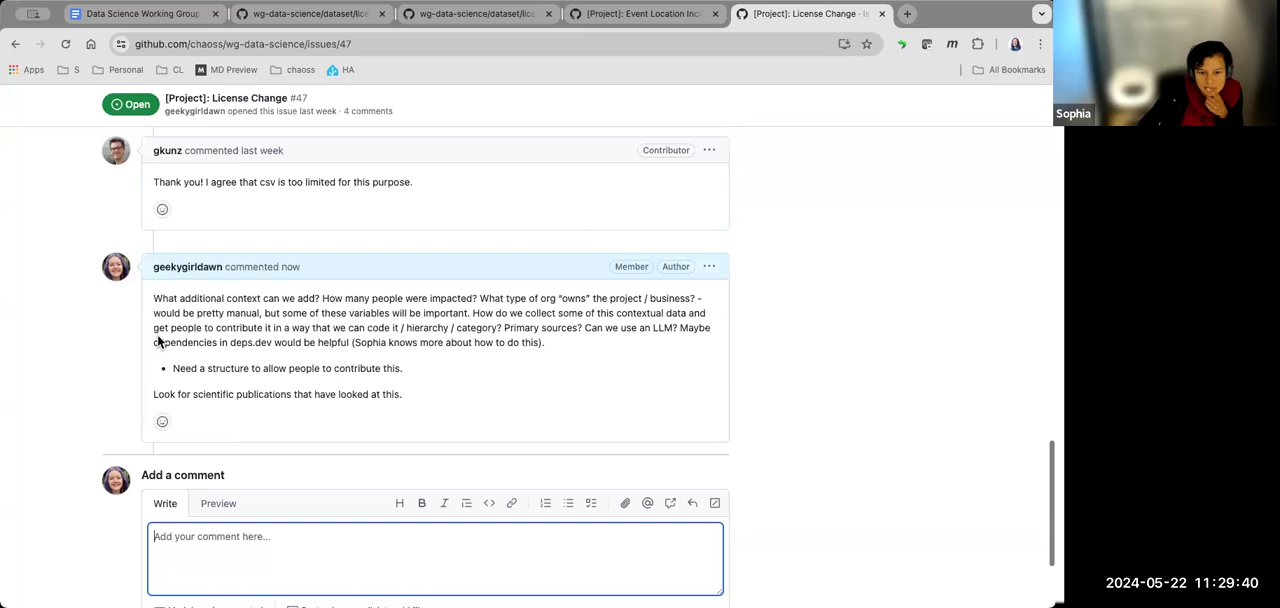 Data Science Working Group
wg-data-science/dataset/lice
wg-data-science/dataset/lice
[Project]: Event Location Incl
[Project]: License Change · Is
github.com/chaoss/wg-data-science/issues/47
Apps
S
Personal
CL
MD Preview
chaoss
HA
All Bookmarks
Sophia
Open
[Project]: License Change #47
geekygirldawn opened this issue last week · 4 comments
gkunz commented last week
Contributor
Thank you! I agree that csv is too limited for this purpose.
geekygirldawn commented now
Member
Author
What additional context can we add? How many people were impacted? What type of org “owns” the project / business? -
would be pretty manual, but some of these variables will be important. How do we collect some of this contextual data and
get people to contribute it in a way that we can code it / hierarchy / category? Primary sources? Can we use an LLM? Maybe
dependencies in deps.dev would be helpful (Sophia knows more about how to do this).
• Need a structure to allow people to contribute this.
Look for scientific publications that have looked at this.
Add a comment
Write
Preview
Add your comment here...
2024-05-22 11:29:40